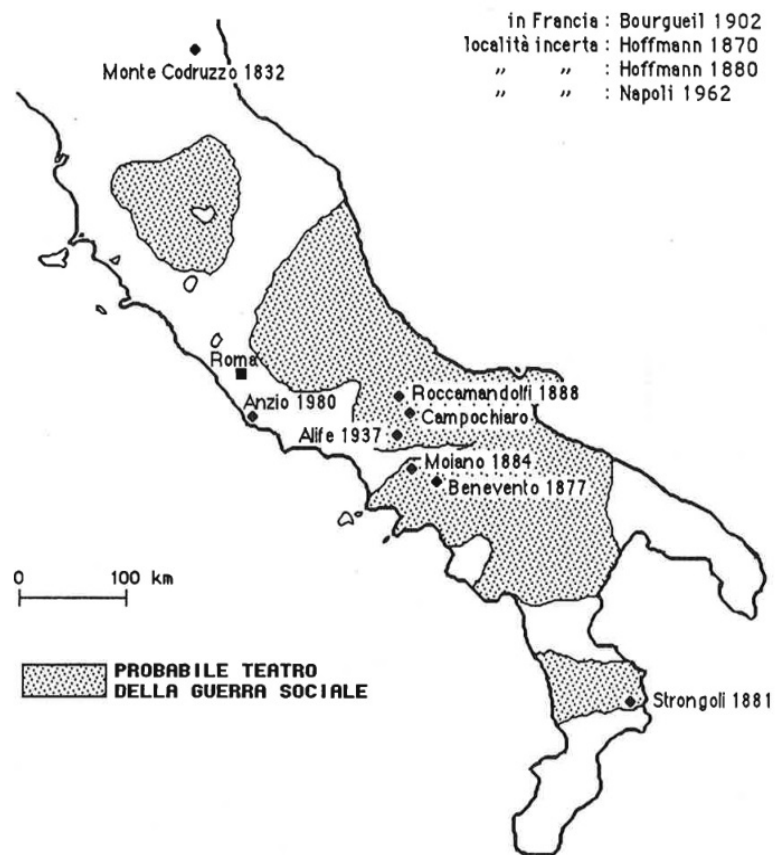 in Francia : Bourgueil 1902
località incerta : Hoffmann 1870
„ „ : Hoffmann 1880
„ „ : Napoli 1962
Monte Codruzzo 1832
Roma
Anzio 1980
Roccamandolfi 1888
Campochiaro
Alife 1937
Moiano 1884
Benevento 1877
0 100 km
PROBABILE TEATRO
DELLA GUERRA SOCIALE
Strongoli 1881